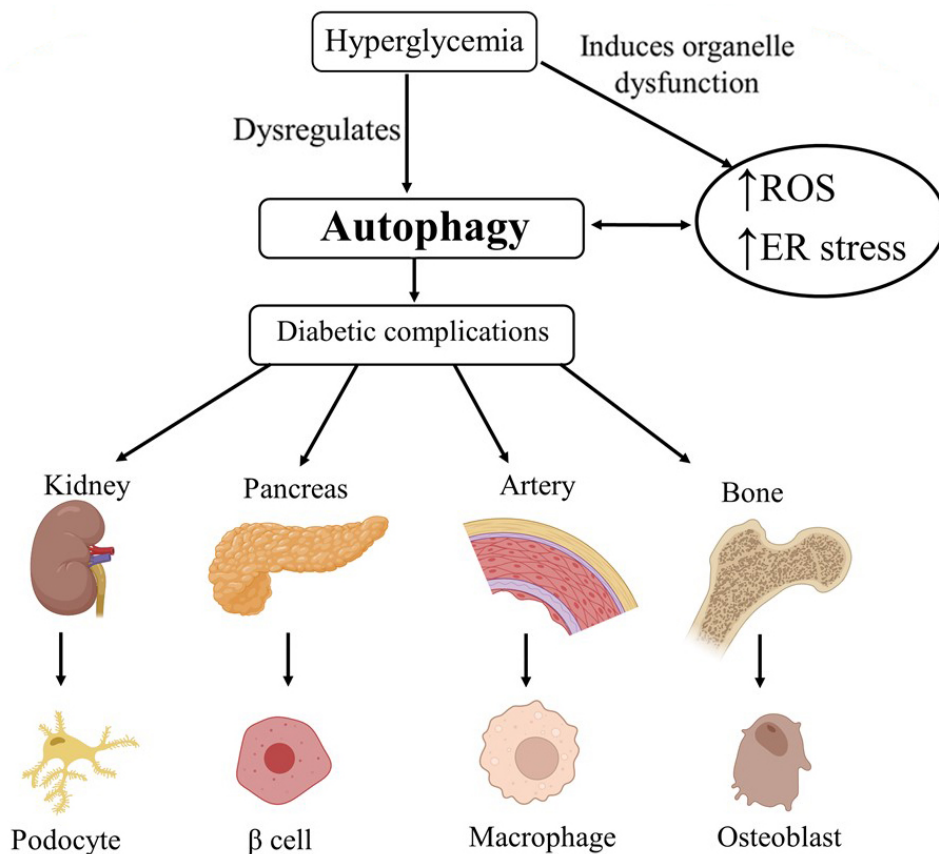 Hyperglycemia
Induces organelle
dysfunction
Dysregulates
↑ROS
Autophagy
↑ER stress
Diabetic complications
Kidney
Pancreas
Artery
Bone
Podocyte
β cell
Macrophage
Osteoblast